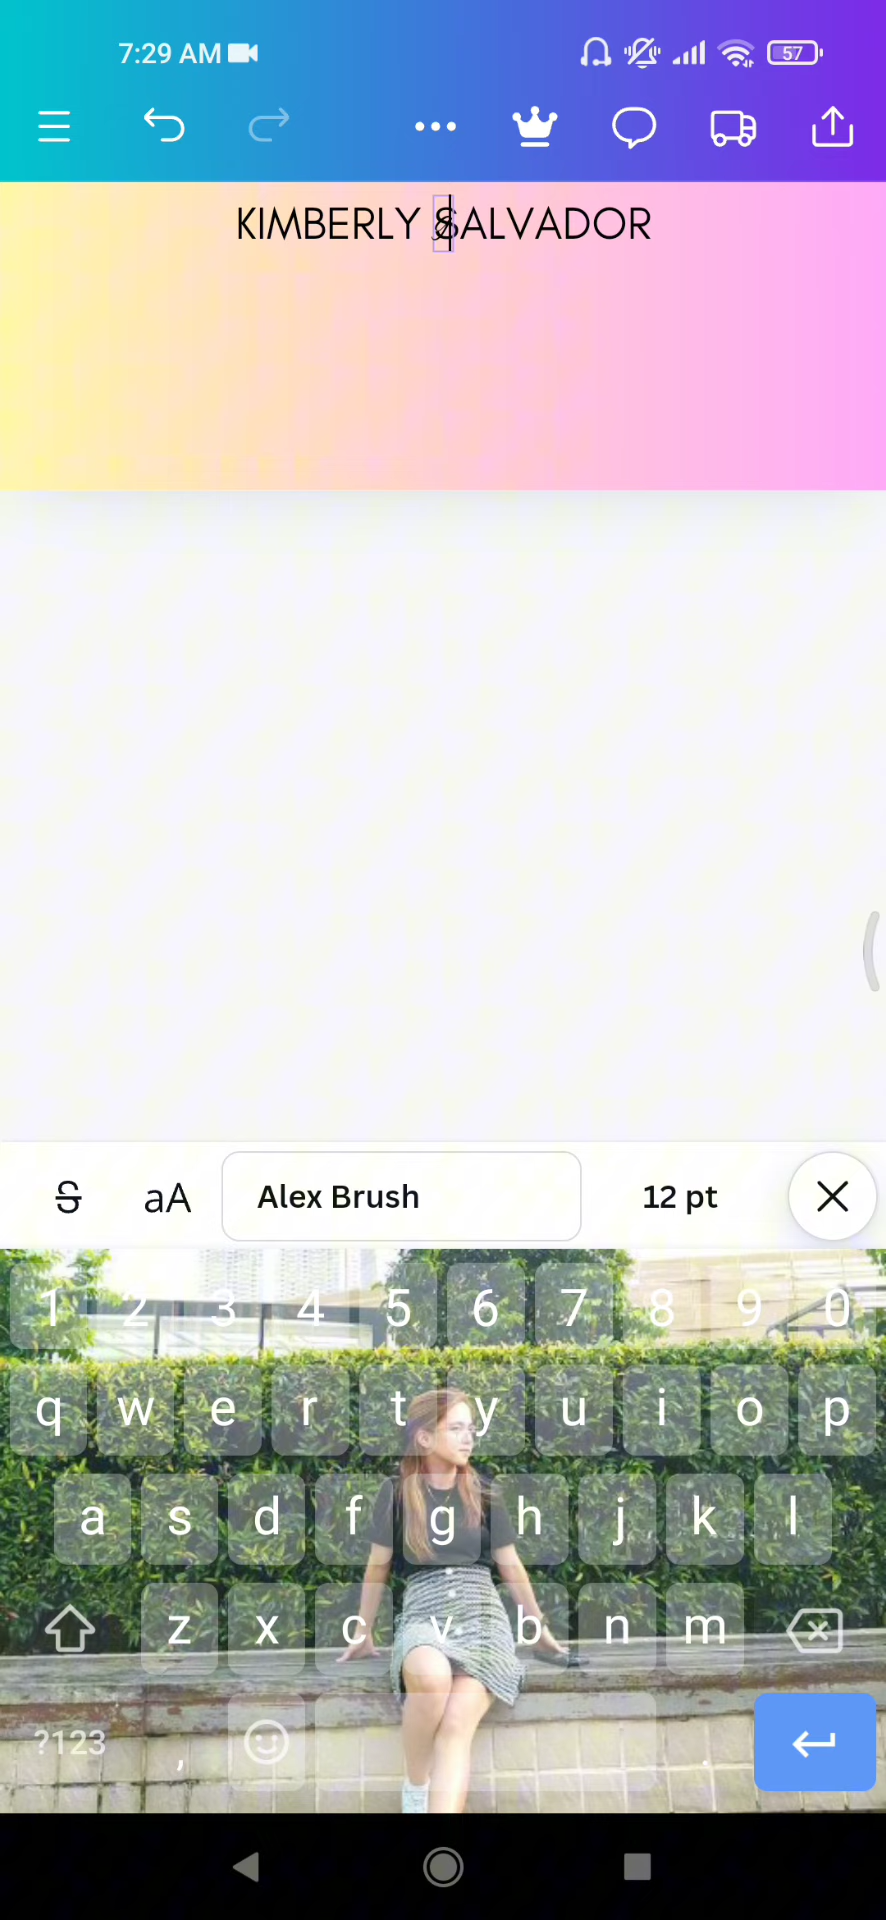 7:29 AM
57
KIMBERLY SALVADOR
S aA Alex Brush 12 pt
1 2 3 4 5 6 7 8 9 0
q w e r t y u i o p
a s d f g h j k l
z x c v b n m
?123 , .